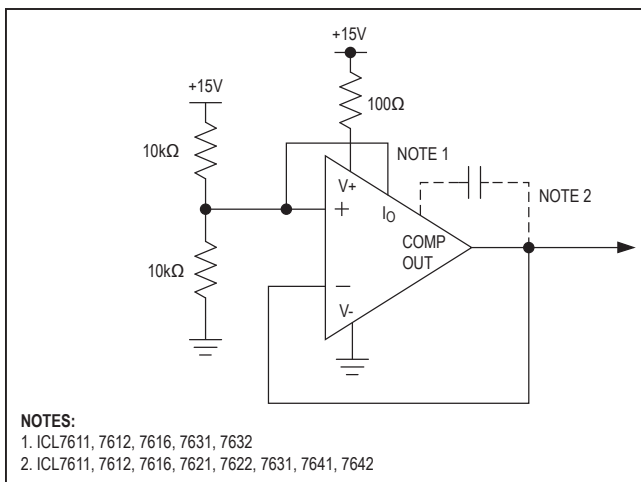 +15V
+15V
100Ω
10kΩ
NOTE 1
V+
IO
NOTE 2
+
COMP
OUT
10kΩ
−
V-
NOTES:
1. ICL7611, 7612, 7616, 7631, 7632
2. ICL7611, 7612, 7616, 7621, 7622, 7631, 7641, 7642